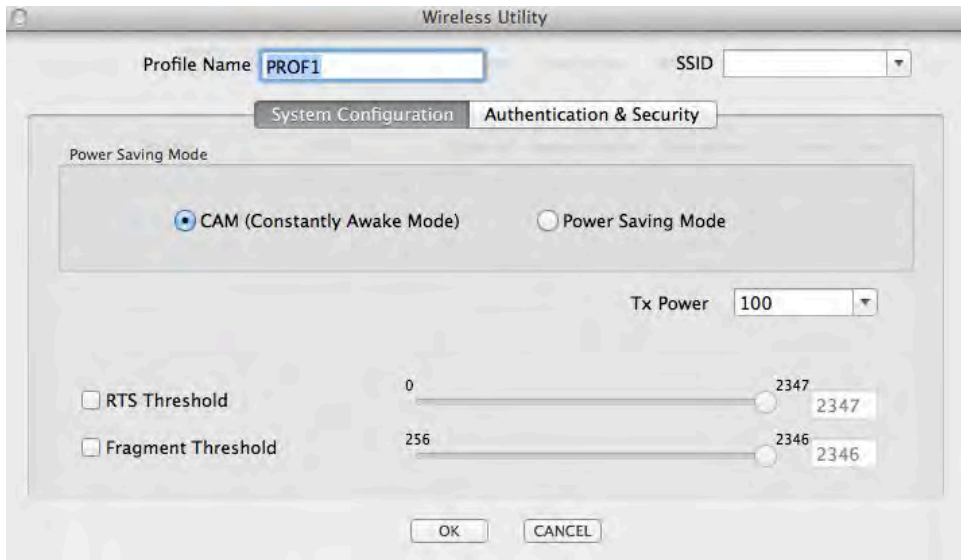 Wireless Utility
Profile Name PROF1 SSID
System Configuration Authentication & Security
Power Saving Mode
CAM (Constantly Awake Mode) Power Saving Mode
Tx Power 100
RTS Threshold 0 2347 2347
Fragment Threshold 256 2346 2346
OK CANCEL